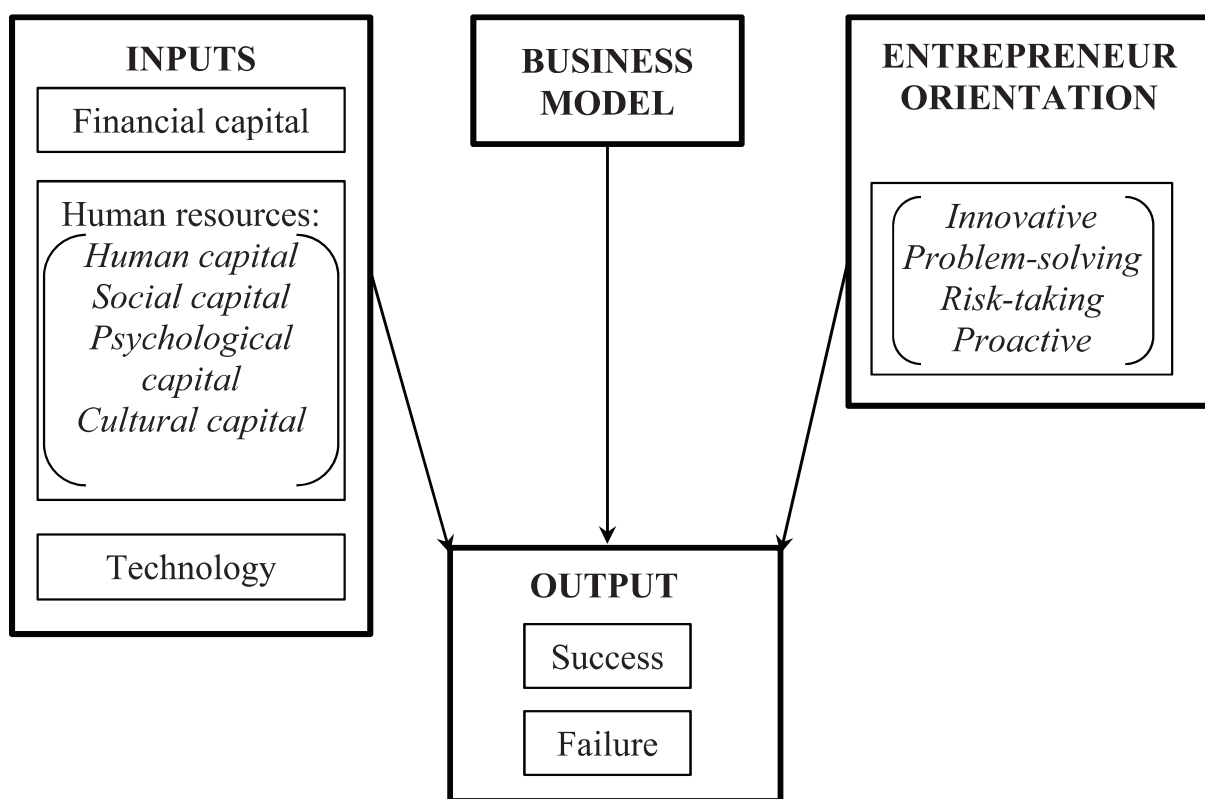 INPUTS
Financial capital
Human resources:
Human capital
Social capital
Psychological
capital
Cultural capital
Technology
BUSINESS
MODEL
ENTREPRENEUR
ORIENTATION
Innovative
Problem-solving
Risk-taking
Proactive
OUTPUT
Success
Failure